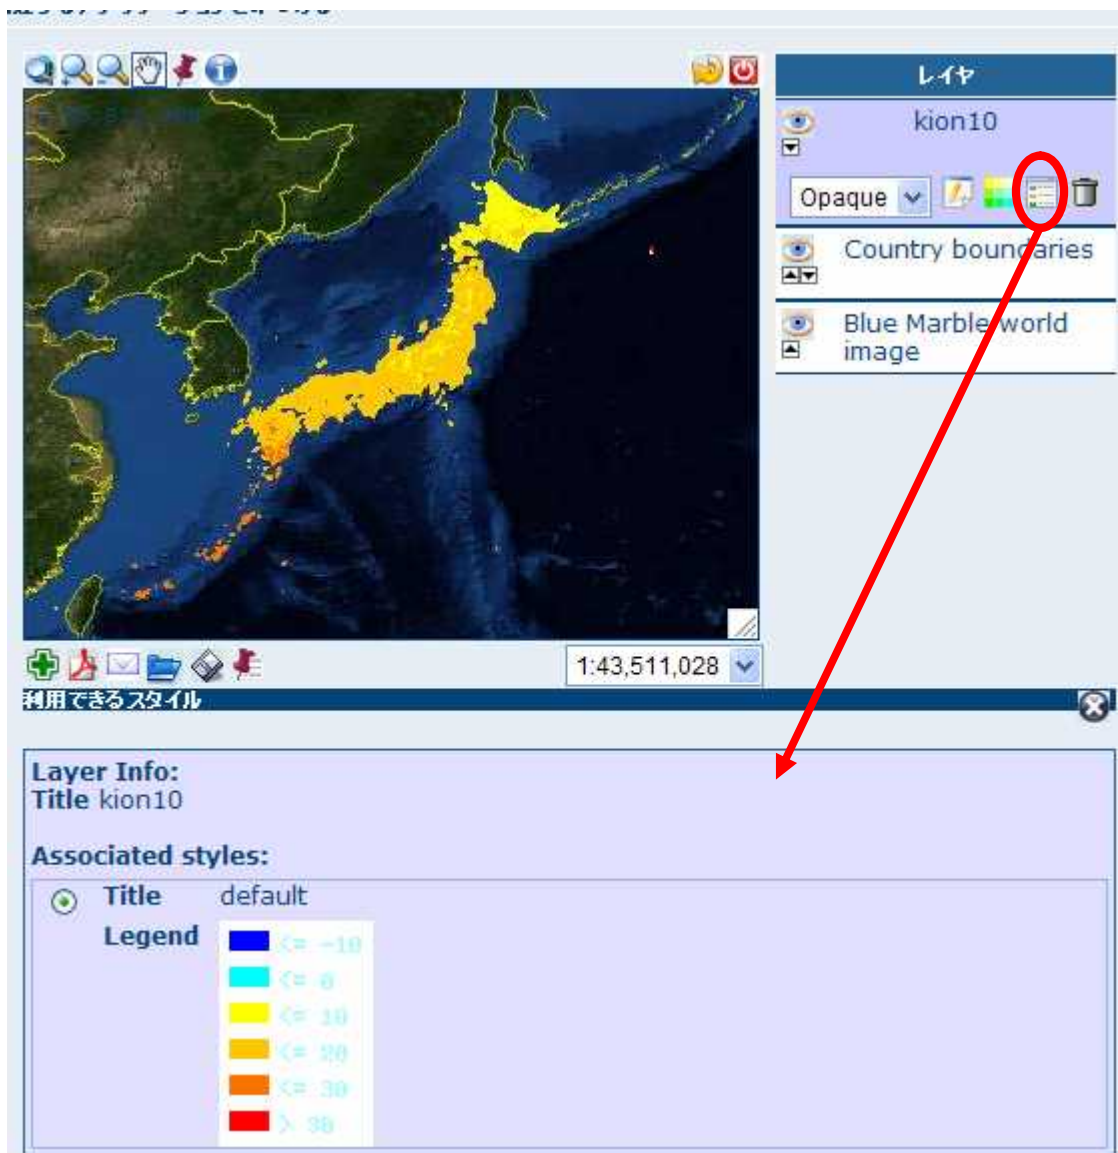 レイヤ
kion10
Opaque
Country boundaries
Blue Marble world
image
1:43,511,028
利用できるスタイル
Layer Info:
Title kion10
Associated styles:
Title default
Legend
<= -10
<= 0
<= 10
<= 20
<= 30
> 30